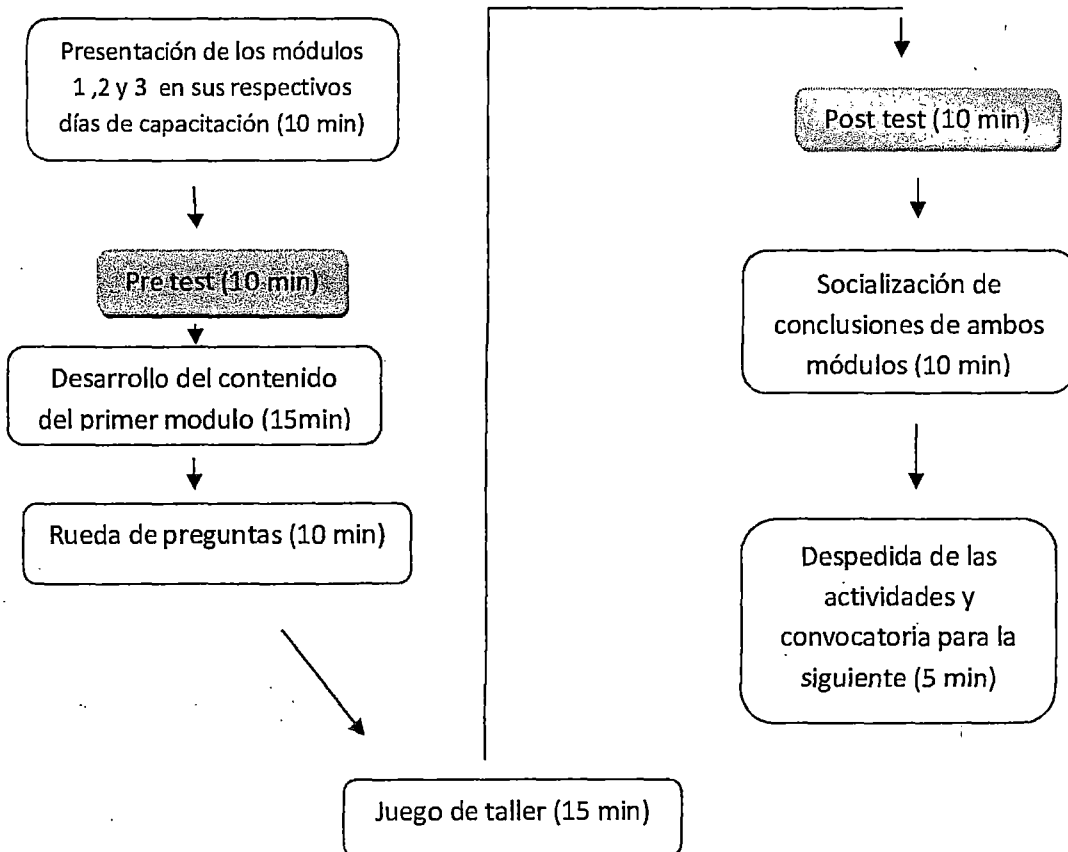 Presentación de los módulos
1 ,2 y 3 en sus respectivos
días de capacitación (10 min)
Pre test (10 min)
Desarrollo del contenido
del primer modulo (15min)
Rueda de preguntas (10 min)
Juego de taller (15 min)
Post test (10 min)
Socialización de
conclusiones de ambos
módulos (10 min)
Despedida de las
actividades y
convocatoria para la
siguiente (5 min)